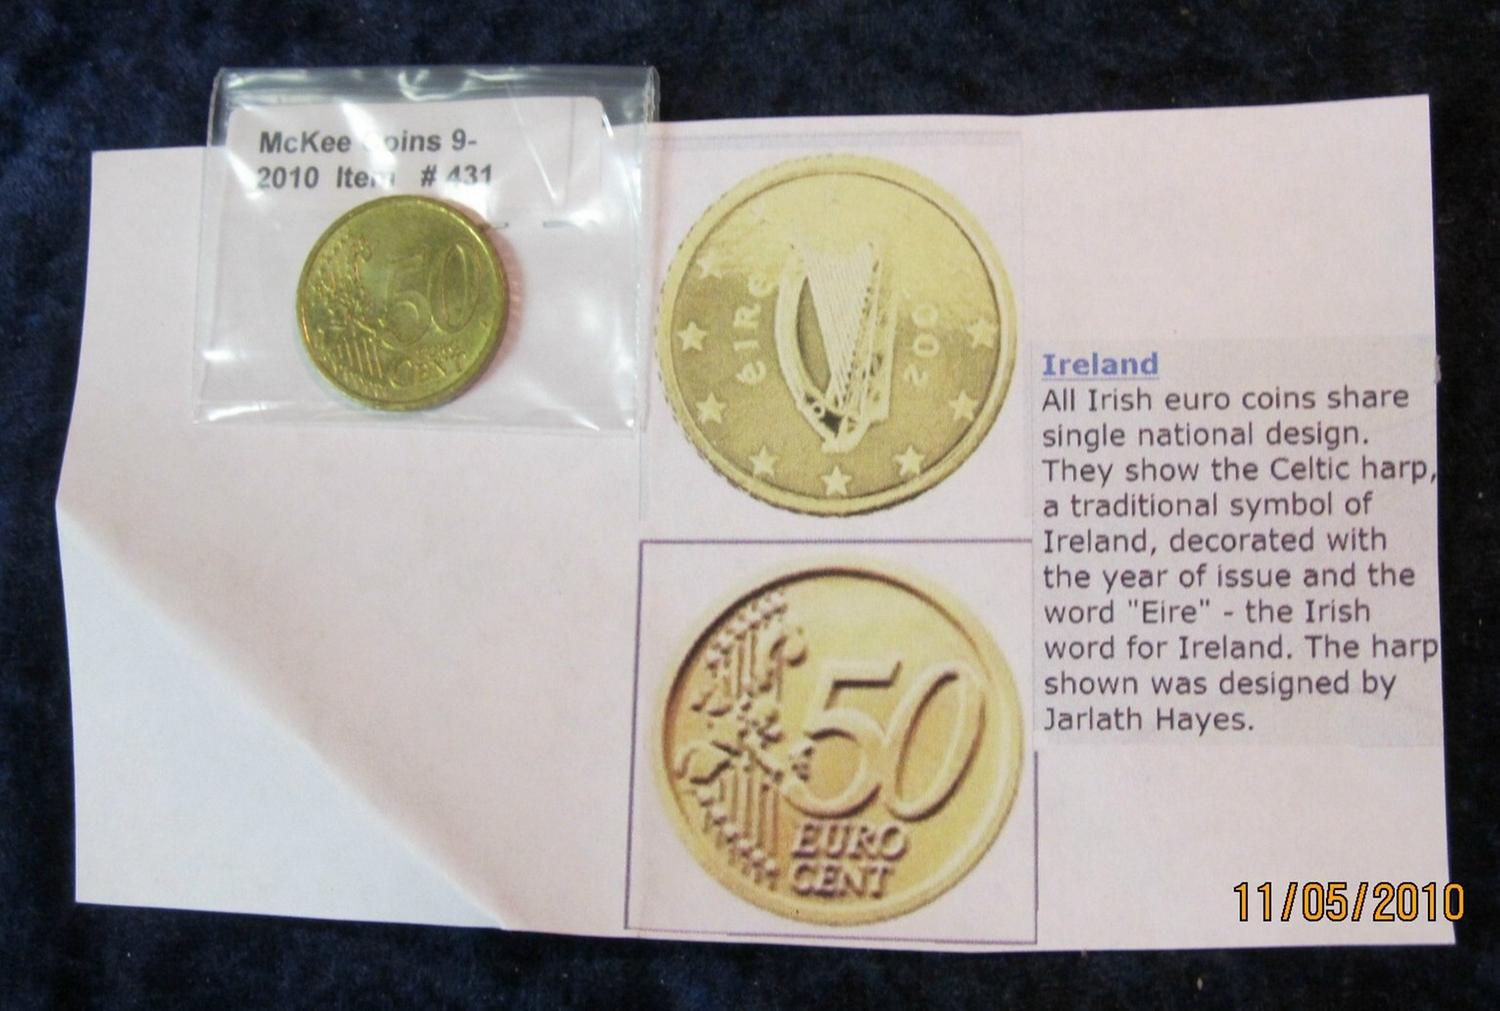 McKee Coins 9-
2010 Item # 431
50
CENT
éire
200
50
EURO
CENT
Ireland
All Irish euro coins share
single national design.
They show the Celtic harp,
a traditional symbol of
Ireland, decorated with
the year of issue and the
word "Eire" - the Irish
word for Ireland. The harp
shown was designed by
Jarlath Hayes.
11/05/2010